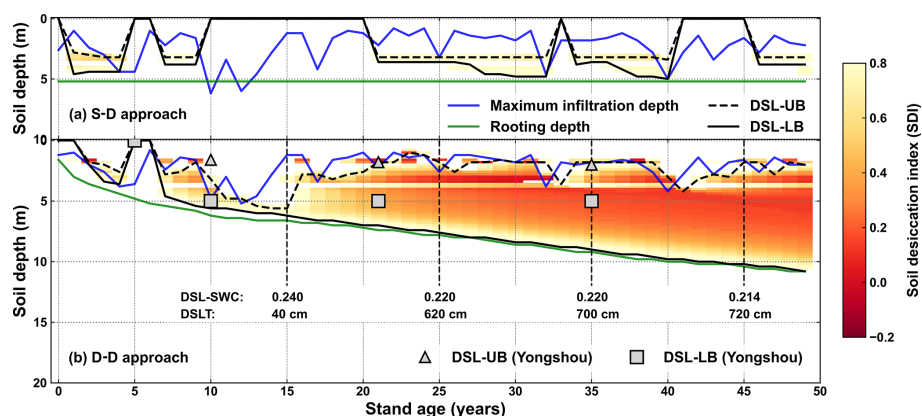 0
5
10
Soil depth (m)
(a) S-D approach
Maximum infiltration depth
Rooting depth
DSL-UB
DSL-LB
0
5
10
15
20
Soil depth (m)
DSL-SWC: 0.240 0.220 0.220 0.214
DSLT: 40 cm 620 cm 700 cm 720 cm
(b) D-D approach
DSL-UB (Yongshou)
DSL-LB (Yongshou)
0 5 10 15 20 25 30 35 40 45 50
Stand age (years)
0.8
0.6
0.4
0.2
0.0
−0.2
Soil desiccation index (SDI)